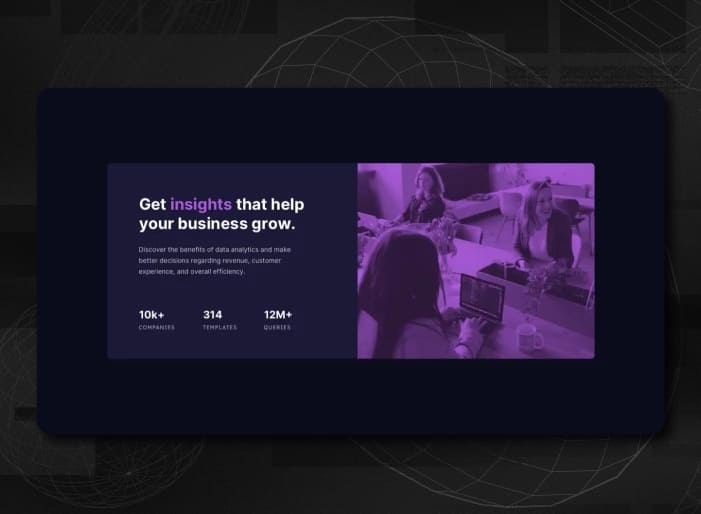 Get insights that help
your business grow.
Discover the benefits of data analytics and make
better decisions regarding revenue, customer
experience, and overall efficiency.
10k+ 314 12M+
COMPANIES TEMPLATES QUERIES